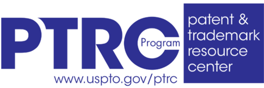 PTRC Program
www.uspto.gov/ptrc
patent &
trademark
resource
center